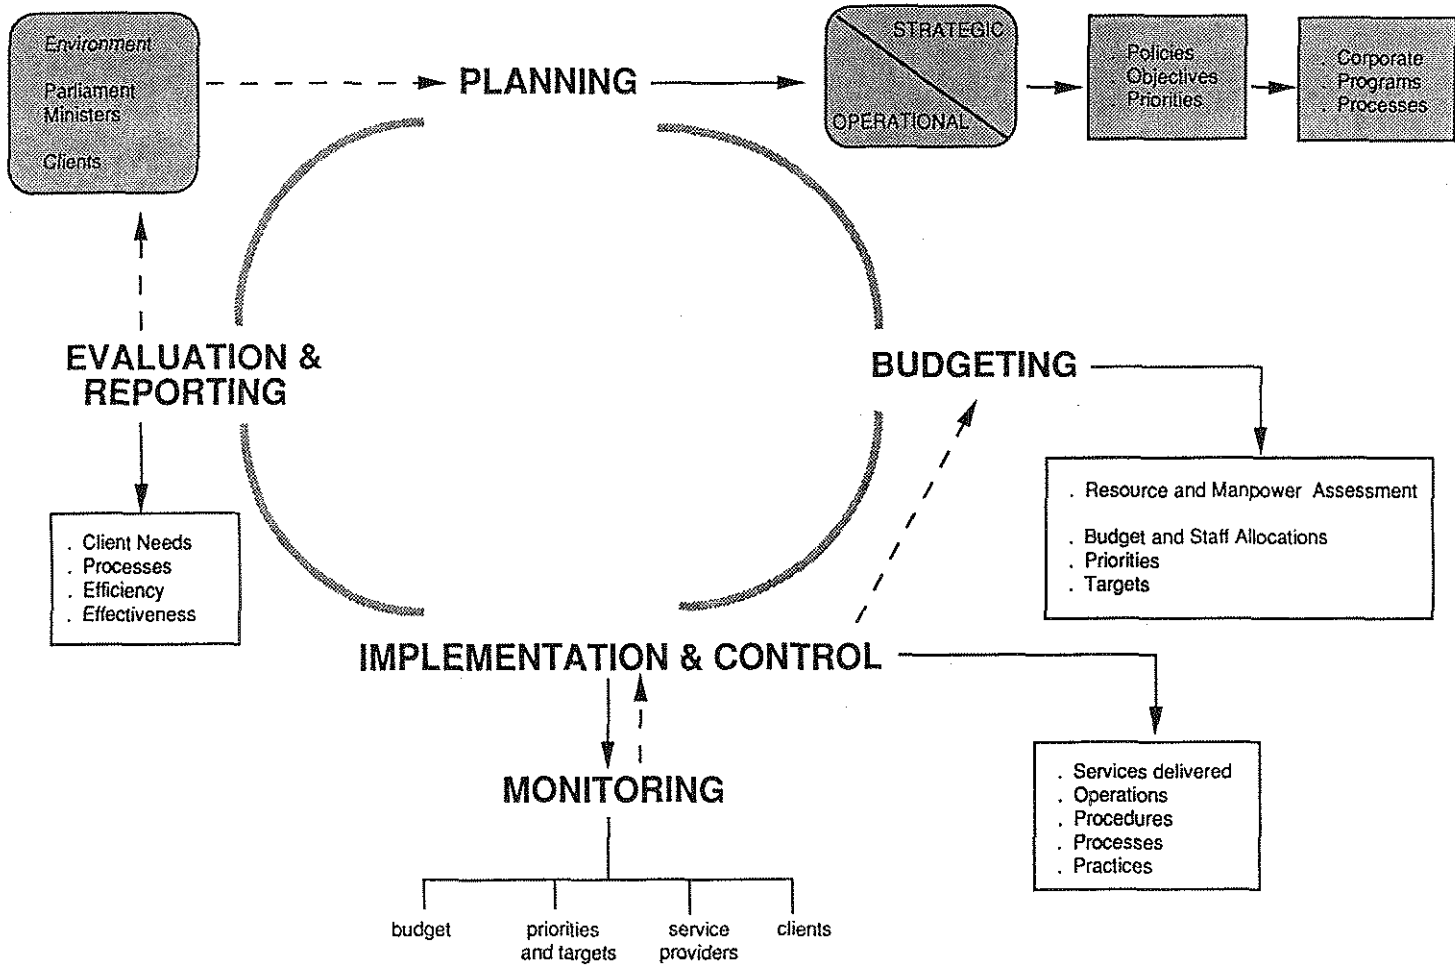 Environment
Parliament
Ministers
Clients
PLANNING
STRATEGIC
OPERATIONAL
. Policies
. Objectives
. Priorities
. Corporate
. Programs
. Processes
EVALUATION &
REPORTING
BUDGETING
. Client Needs
. Processes
. Efficiency
. Effectiveness
. Resource and Manpower Assessment
. Budget and Staff Allocations
. Priorities
. Targets
IMPLEMENTATION & CONTROL
MONITORING
. Services delivered
. Operations
. Procedures
. Processes
. Practices
budget
priorities
and targets
service
providers
clients